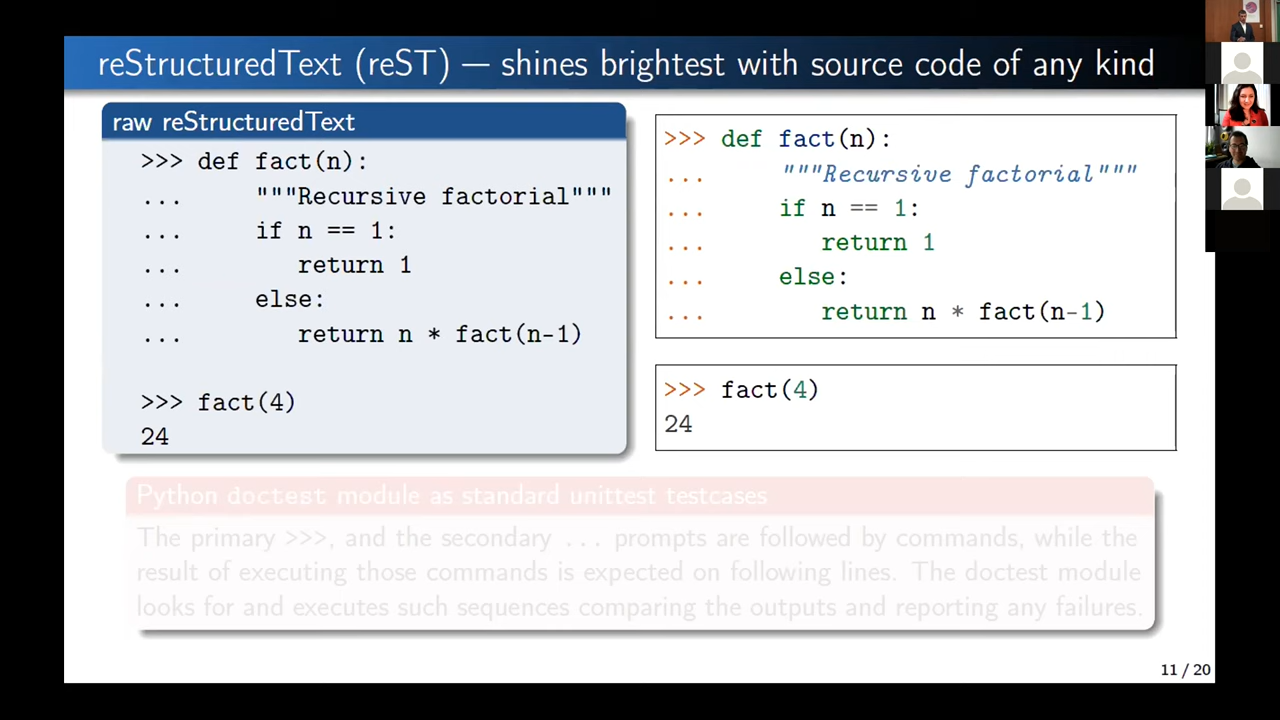 reStructuredText (reST) — shines brightest with source code of any kind
raw reStructuredText
>>> def fact(n):
... """Recursive factorial"""
... if n == 1:
... return 1
... else:
... return n * fact(n-1)
>>> fact(4)
24
>>> def fact(n):
... """Recursive factorial"""
... if n == 1:
... return 1
... else:
... return n * fact(n-1)
>>> fact(4)
24
Python doctest module as standard unittest testcases
The primary >>>, and the secondary ... prompts are followed by commands, while the
result of executing those commands is expected on following lines. The doctest module
looks for and executes such sequences comparing the outputs and reporting any failures.
11 / 20